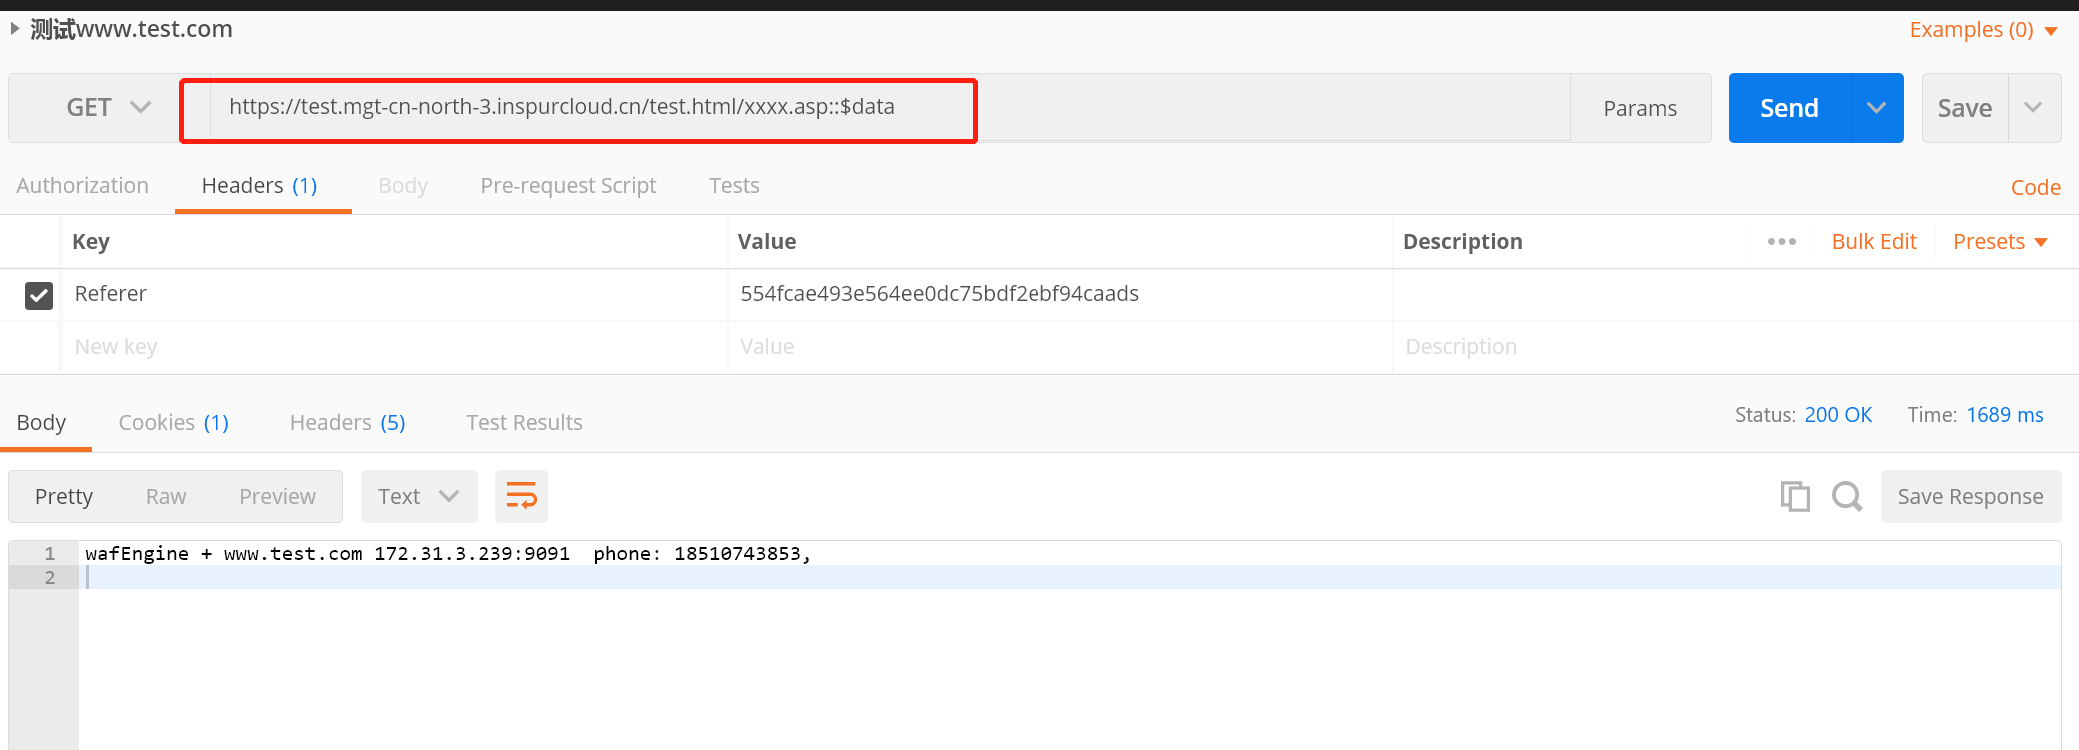 测试www.test.com
Examples (0)
GET
https://test.mgt-cn-north-3.inspurcloud.cn/test.html/xxxx.asp::$data
Params
Send
Save
Authorization
Headers (1)
Body
Pre-request Script
Tests
Code
Key
Value
Description
Bulk Edit
Presets
Referer
554fcae493e564ee0dc75bdf2ebf94caads
New key
Value
Description
Body
Cookies (1)
Headers (5)
Test Results
Status: 200 OK
Time: 1689 ms
Pretty
Raw
Preview
Text
Save Response
1
wafEngine + www.test.com 172.31.3.239:9091  phone: 18510743853,
2